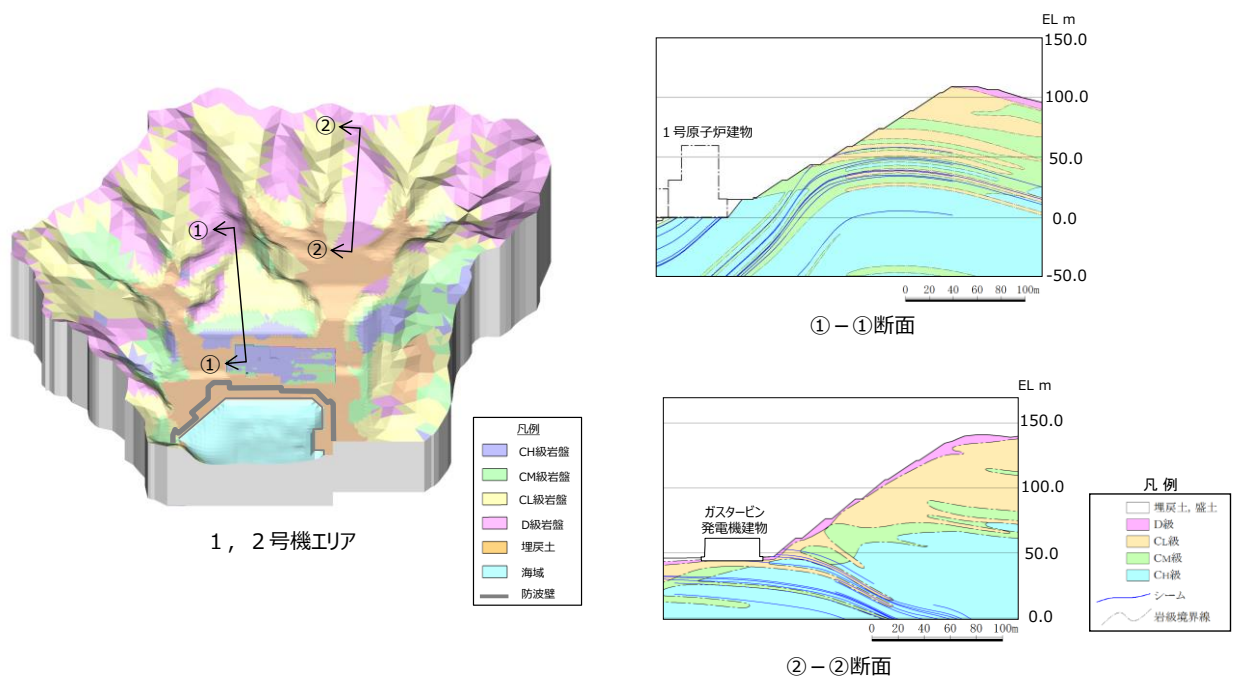 ②
②
①
①
凡例
CH級岩盤
CM級岩盤
CL級岩盤
D級岩盤
埋戻土
海域
防波壁
1，2号機エリア
EL m
150.0
100.0
50.0
0.0
-50.0
1号原子炉建物
0 20 40 60 80 100m
①－①断面
EL m
150.0
100.0
50.0
0.0
ガスタービン
発電機建物
0 20 40 60 80 100m
②－②断面
凡 例
埋戻土, 盛土
D級
CL級
CM級
CH級
シーム
岩級境界線